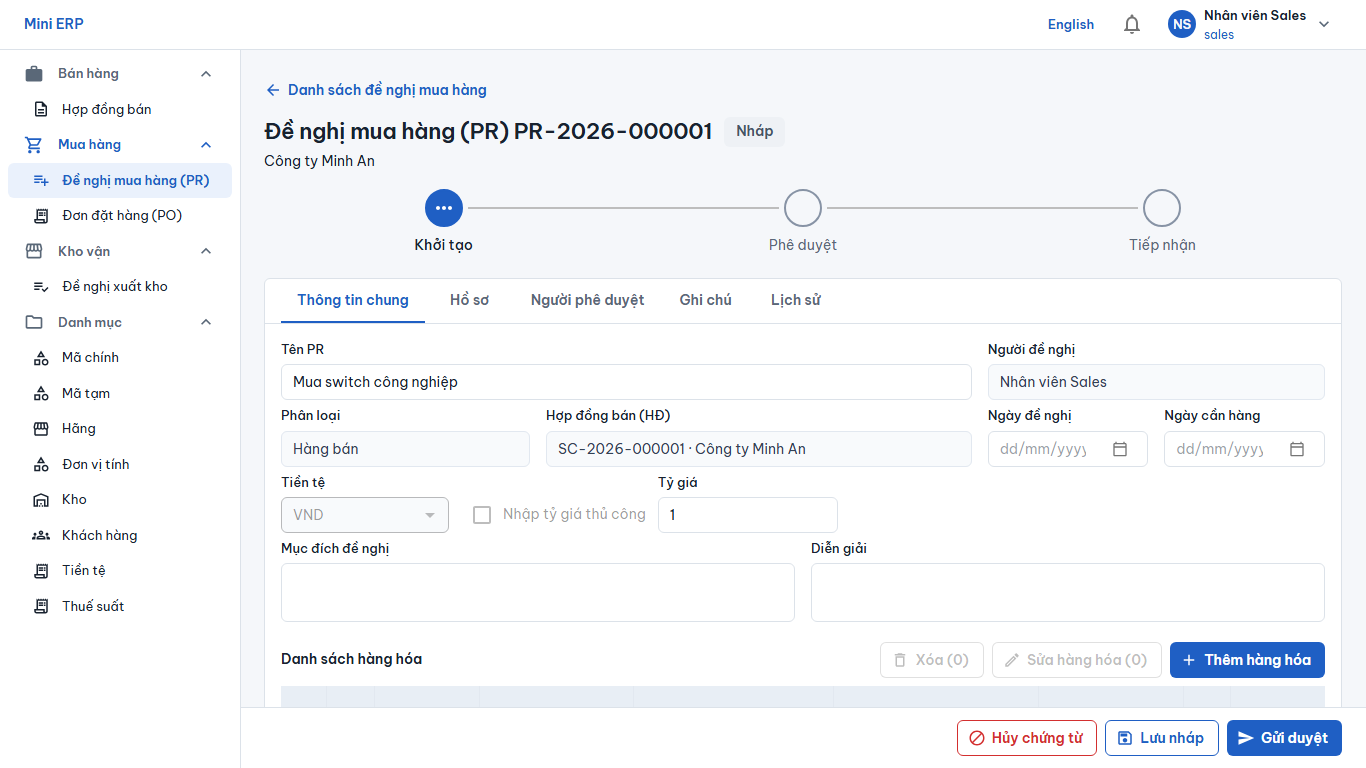 Mini ERP
English
NS
Nhân viên Sales
sales
Bán hàng
Hợp đồng bán
Mua hàng
Đề nghị mua hàng (PR)
Đơn đặt hàng (PO)
Kho vận
Đề nghị xuất kho
Danh mục
Mã chính
Mã tạm
Hãng
Đơn vị tính
Kho
Khách hàng
Tiền tệ
Thuế suất
Danh sách đề nghị mua hàng
Đề nghị mua hàng (PR) PR-2026-000001 Nháp
Công ty Minh An
Khởi tạo Phê duyệt Tiếp nhận
Thông tin chung Hồ sơ Người phê duyệt Ghi chú Lịch sử
Tên PR Người đề nghị
Mua switch công nghiệp Nhân viên Sales
Phân loại Hợp đồng bán (HĐ) Ngày đề nghị Ngày cần hàng
Hàng bán SC-2026-000001 · Công ty Minh An dd/mm/yyyy dd/mm/yyyy
Tiền tệ Tỷ giá
VND Nhập tỷ giá thủ công 1
Mục đích đề nghị Diễn giải
Danh sách hàng hóa Xóa (0) Sửa hàng hóa (0) Thêm hàng hóa
Hủy chứng từ Lưu nháp Gửi duyệt